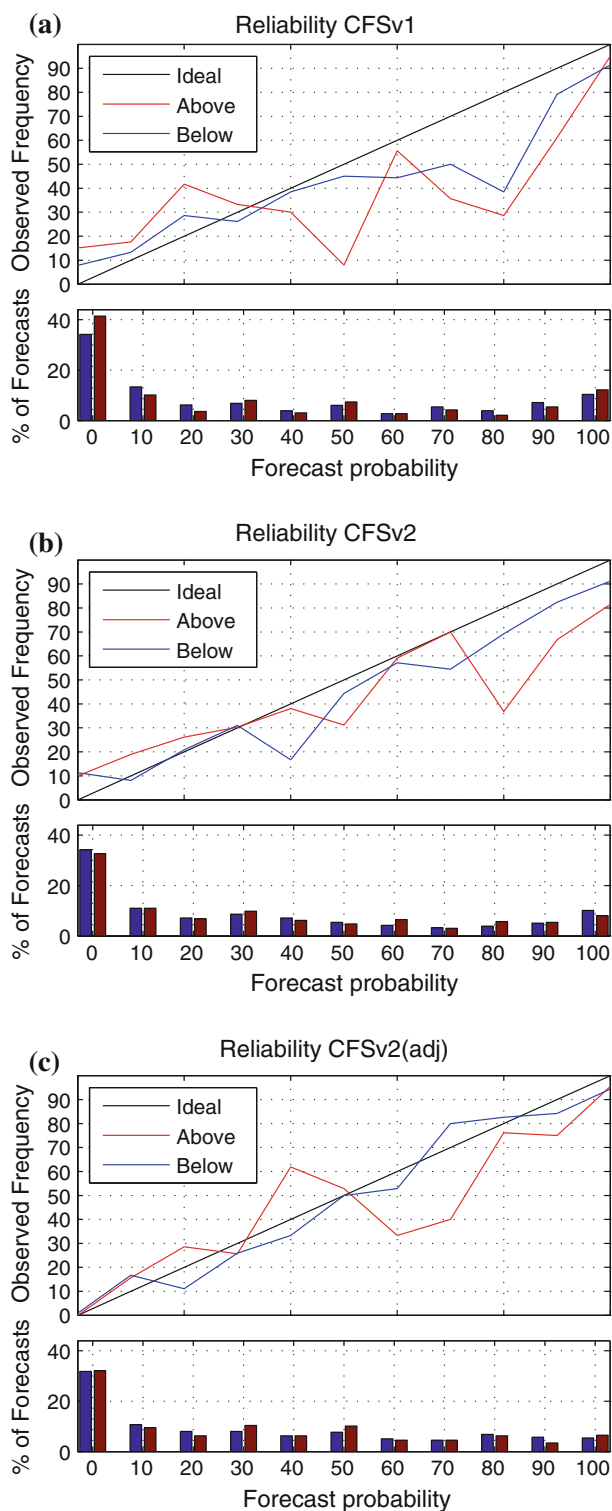 (a)
Reliability CFSv1
Observed Frequency
90
80
70
60
50
40
30
20
10
0
Ideal
Above
Below
% of Forecasts
40
20
0
0 10 20 30 40 50 60 70 80 90 100
Forecast probability
(b)
Reliability CFSv2
Observed Frequency
90
80
70
60
50
40
30
20
10
0
Ideal
Above
Below
% of Forecasts
40
20
0
0 10 20 30 40 50 60 70 80 90 100
Forecast probability
(c)
Reliability CFSv2(adj)
Observed Frequency
90
80
70
60
50
40
30
20
10
0
Ideal
Above
Below
% of Forecasts
40
20
0
0 10 20 30 40 50 60 70 80 90 100
Forecast probability